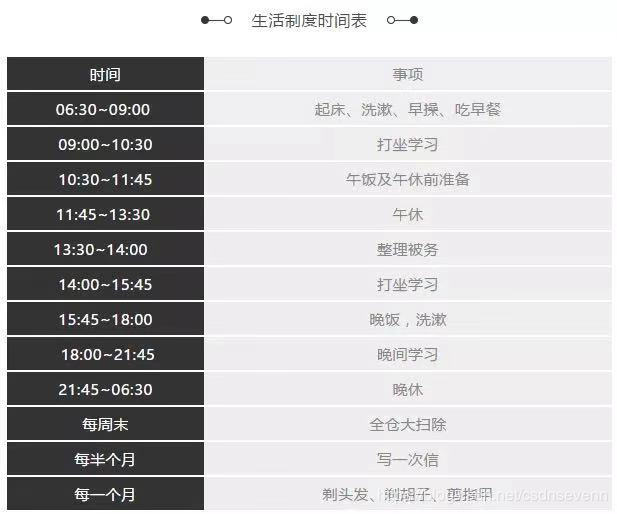 生活制度时间表
时间 事项
06:30~09:00 起床、洗漱、早操、吃早餐
09:00~10:30 打坐学习
10:30~11:45 午饭及午休前准备
11:45~13:30 午休
13:30~14:00 整理被务
14:00~15:45 打坐学习
15:45~18:00 晚饭，洗漱
18:00~21:45 晚间学习
21:45~06:30 晚休
每周末 全仓大扫除
每半个月 写一次信
每一个月 剃头发、剃胡子、剪指甲